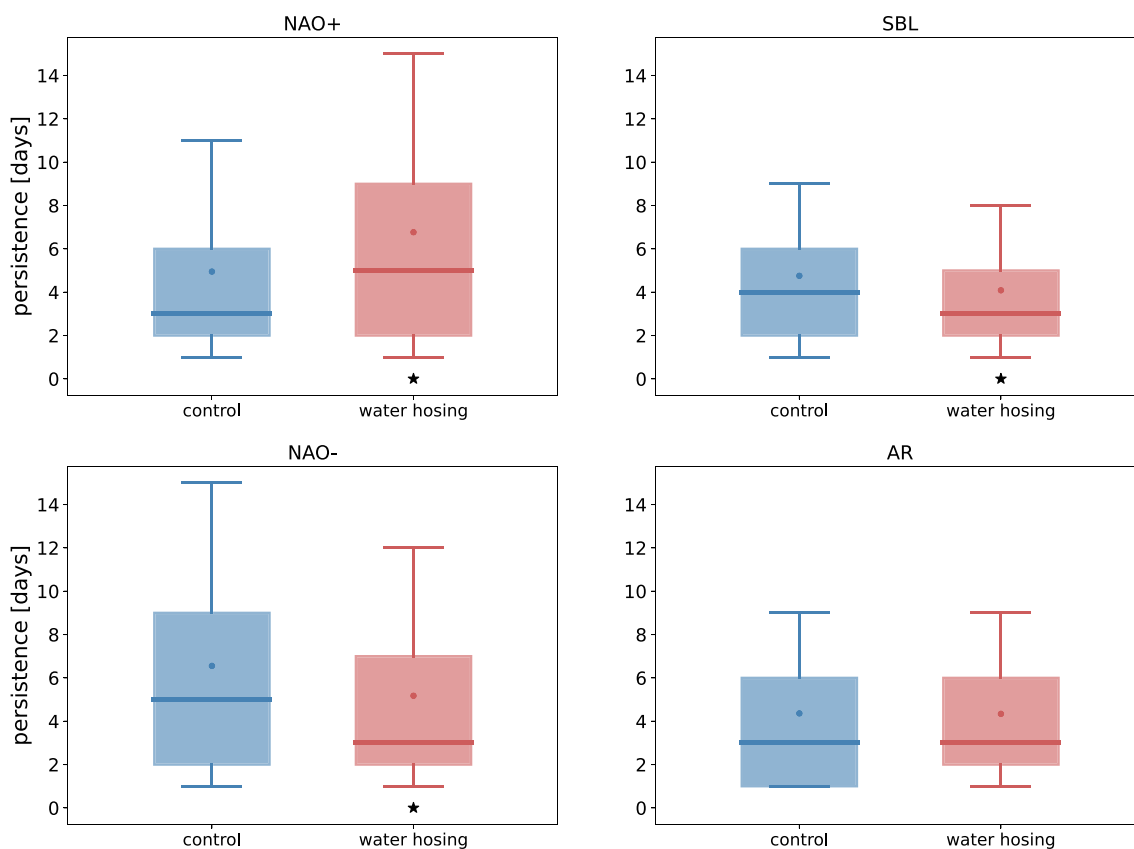 NAO+
SBL
persistence [days]
14
12
10
8
6
4
2
0
control
water hosing
14
12
10
8
6
4
2
0
control
water hosing
NAO-
AR
persistence [days]
14
12
10
8
6
4
2
0
control
water hosing
14
12
10
8
6
4
2
0
control
water hosing